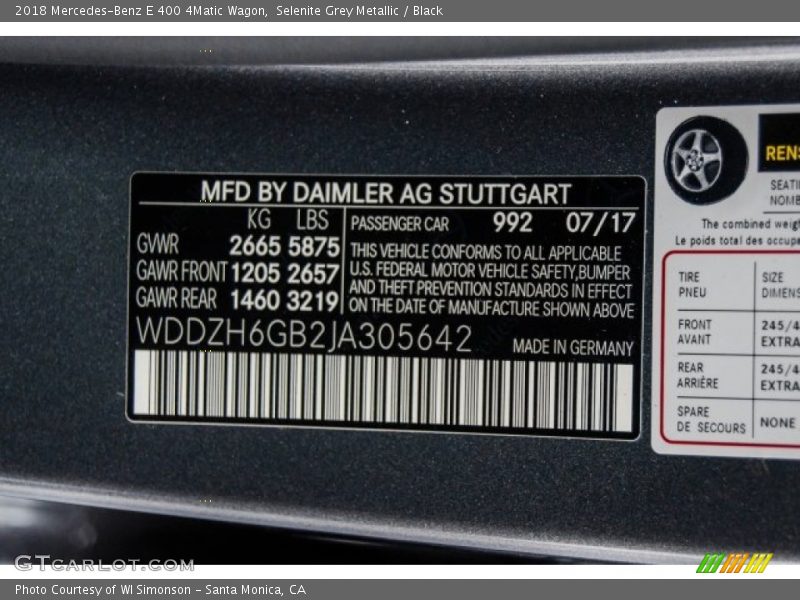 2018 Mercedes-Benz E 400 4Matic Wagon, Selenite Grey Metallic / Black
MFD BY DAIMLER AG STUTTGART
KG LBS PASSENGER CAR 992 07/17
GVWR 2665 5875
GAWR FRONT 1205 2657
GAWR REAR 1460 3219
THIS VEHICLE CONFORMS TO ALL APPLICABLE
U.S. FEDERAL MOTOR VEHICLE SAFETY,BUMPER
AND THEFT PREVENTION STANDARDS IN EFFECT
ON THE DATE OF MANUFACTURE SHOWN ABOVE
WDDZH6GB2JA305642 MADE IN GERMANY
RENS
SEATI
NOMB
The combined weigh
Le poids total des occupe
TIRE SIZE
PNEU DIMENS
FRONT 245/4
AVANT EXTRA
REAR 245/4
ARRIÈRE EXTRA
SPARE NONE
DE SECOURS
GTCARLOT.COM
Photo Courtesy of WI Simonson - Santa Monica, CA